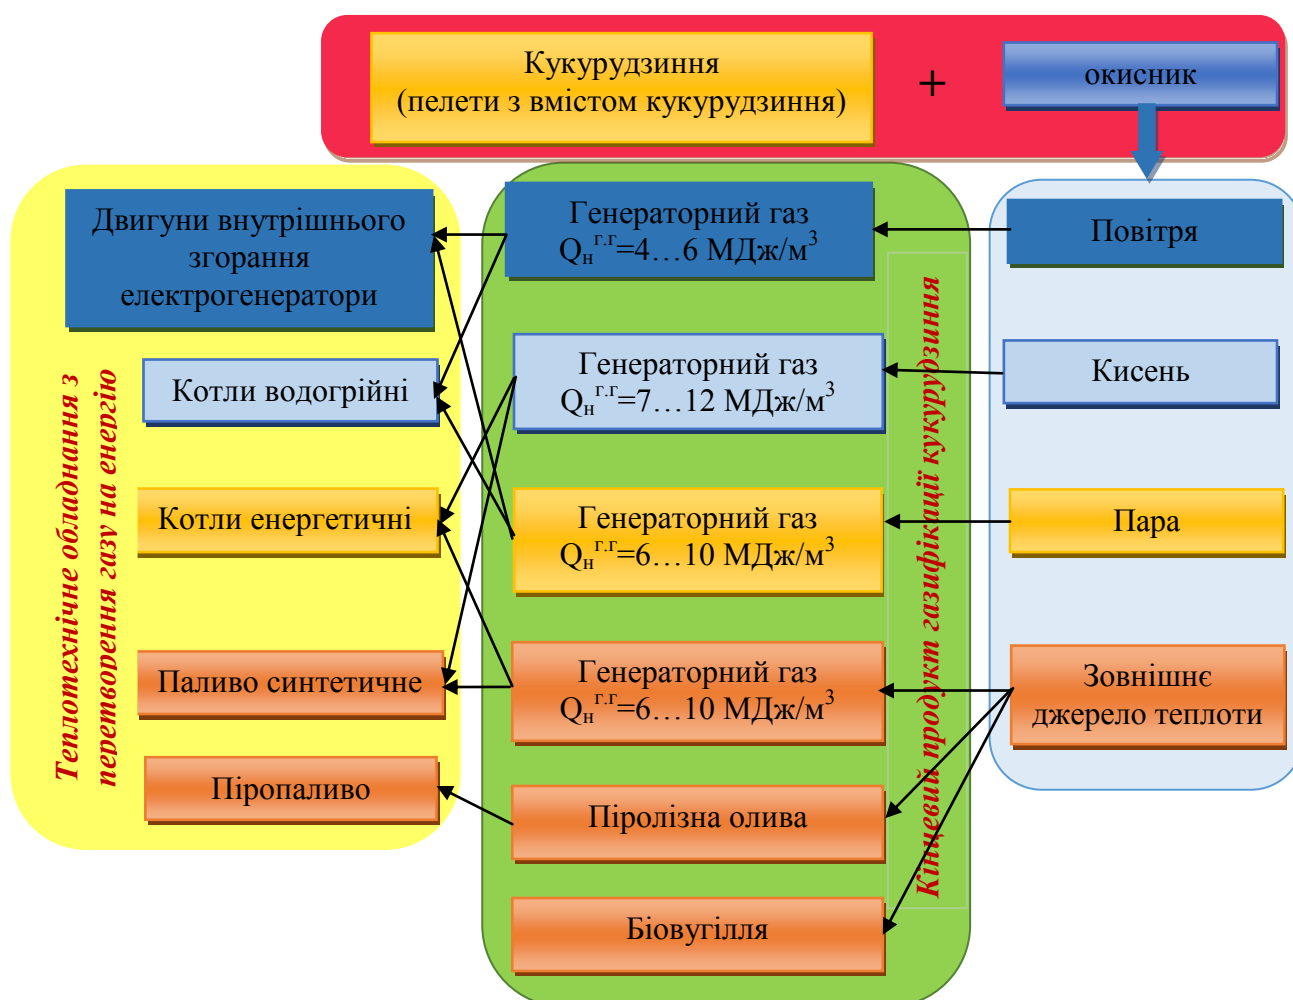 Кукурудзиння
(пелети з вмістом кукурудзиння)
+
окисник
Двигуни внутрішнього
згорання
електрогенератори
Котли водогрійні
Котли енергетичні
Паливо синтетичне
Піропаливо
Теплотехнічне обладнання з
перетворення газу на енергію
Генераторний газ
Qнг.г=4…6 МДж/м3
Генераторний газ
Qнг.г=7…12 МДж/м3
Генераторний газ
Qнг.г=6…10 МДж/м3
Генераторний газ
Qнг.г=6…10 МДж/м3
Піролізна олива
Біовугілля
Кінцевий продукт газифікації кукурудзиння
Повітря
Кисень
Пара
Зовнішнє
джерело теплоти